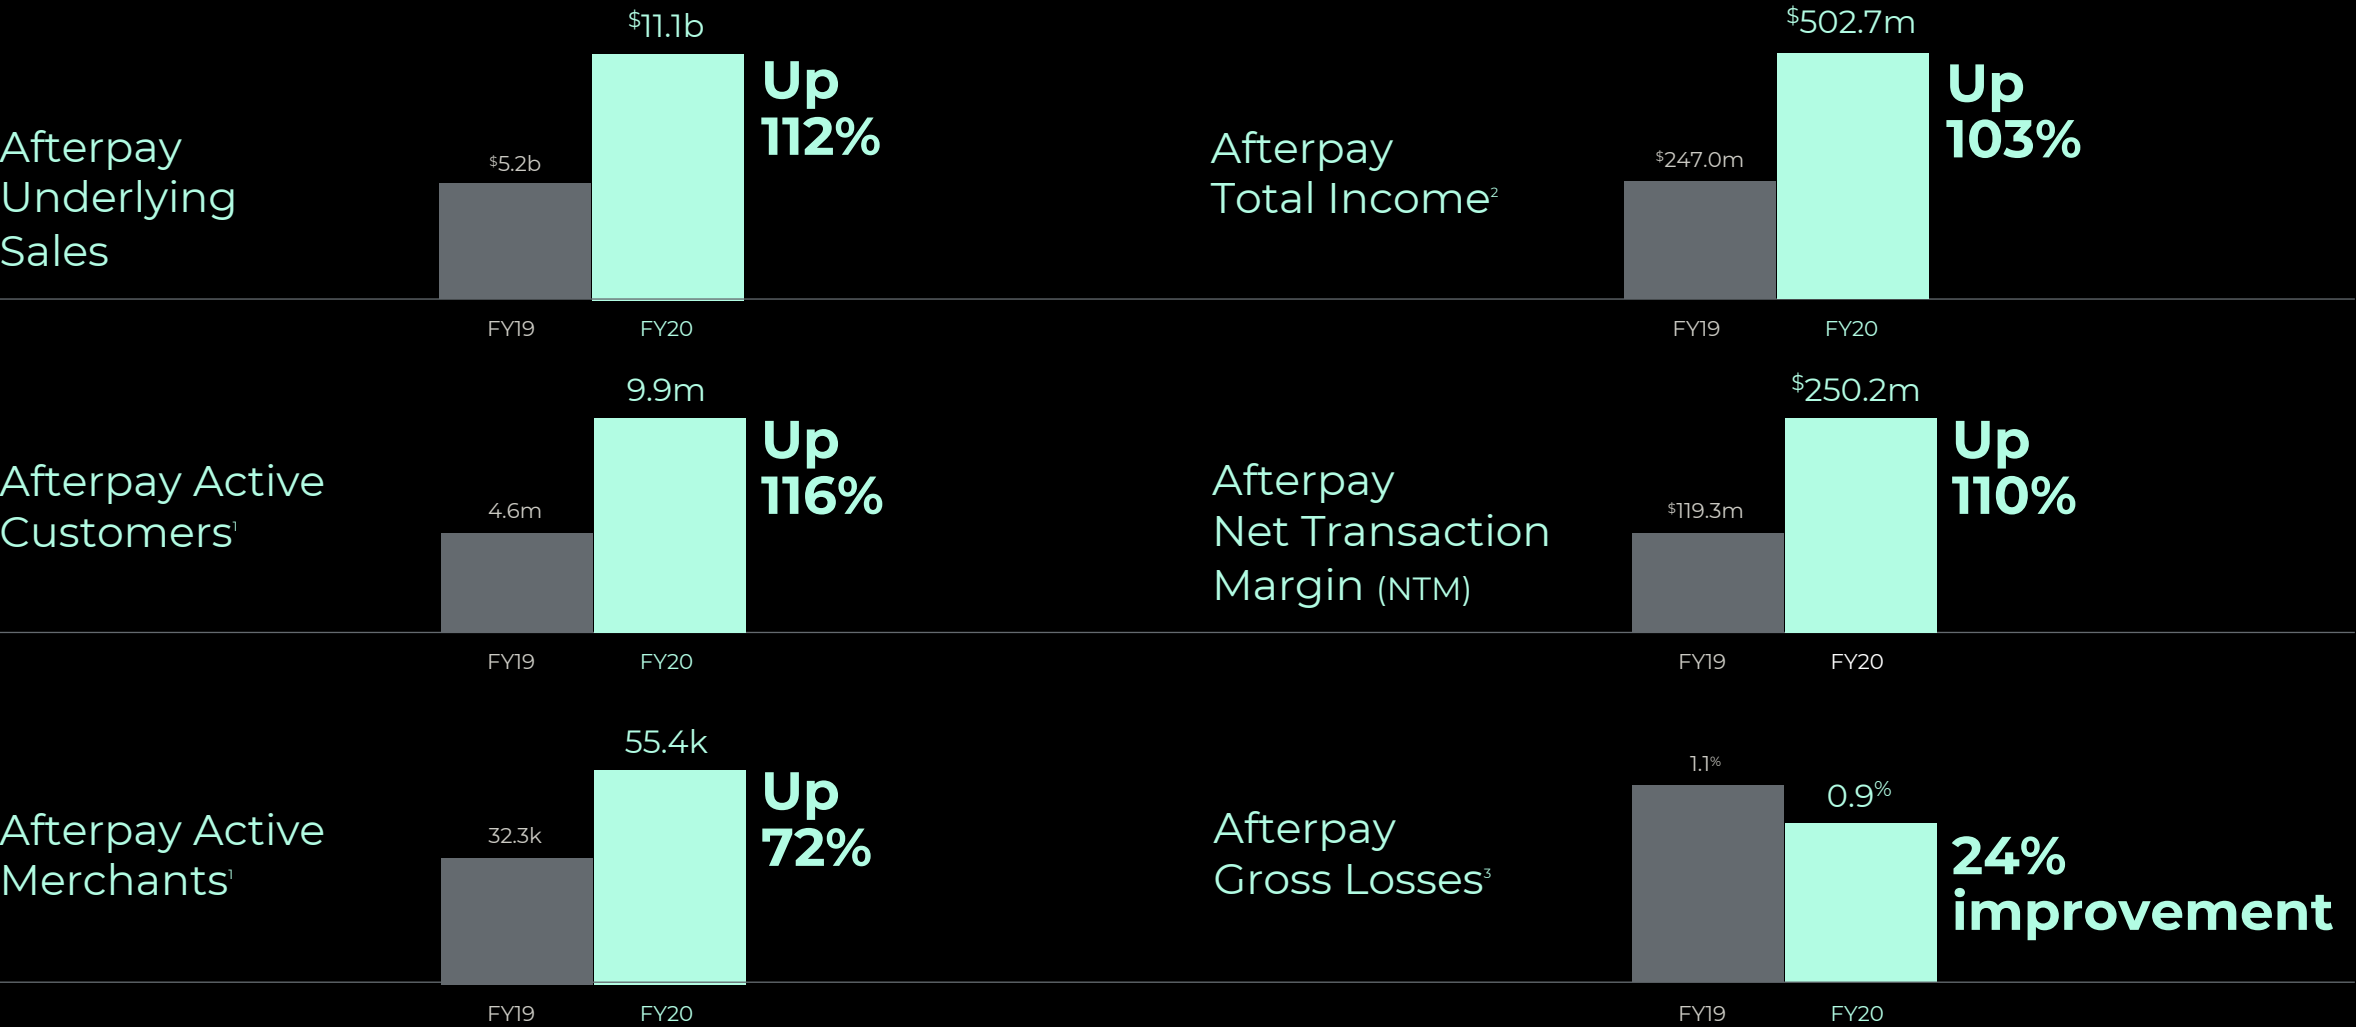 Afterpay
Underlying
Sales
$5.2b
$11.1b
Up
112%
FY19
FY20
Afterpay
Total Income²
$247.0m
$502.7m
Up
103%
FY19
FY20
Afterpay Active
Customers¹
4.6m
9.9m
Up
116%
FY19
FY20
Afterpay
Net Transaction
Margin (NTM)
$119.3m
$250.2m
Up
110%
FY19
FY20
Afterpay Active
Merchants¹
32.3k
55.4k
Up
72%
FY19
FY20
Afterpay
Gross Losses³
1.1%
0.9%
24%
improvement
FY19
FY20